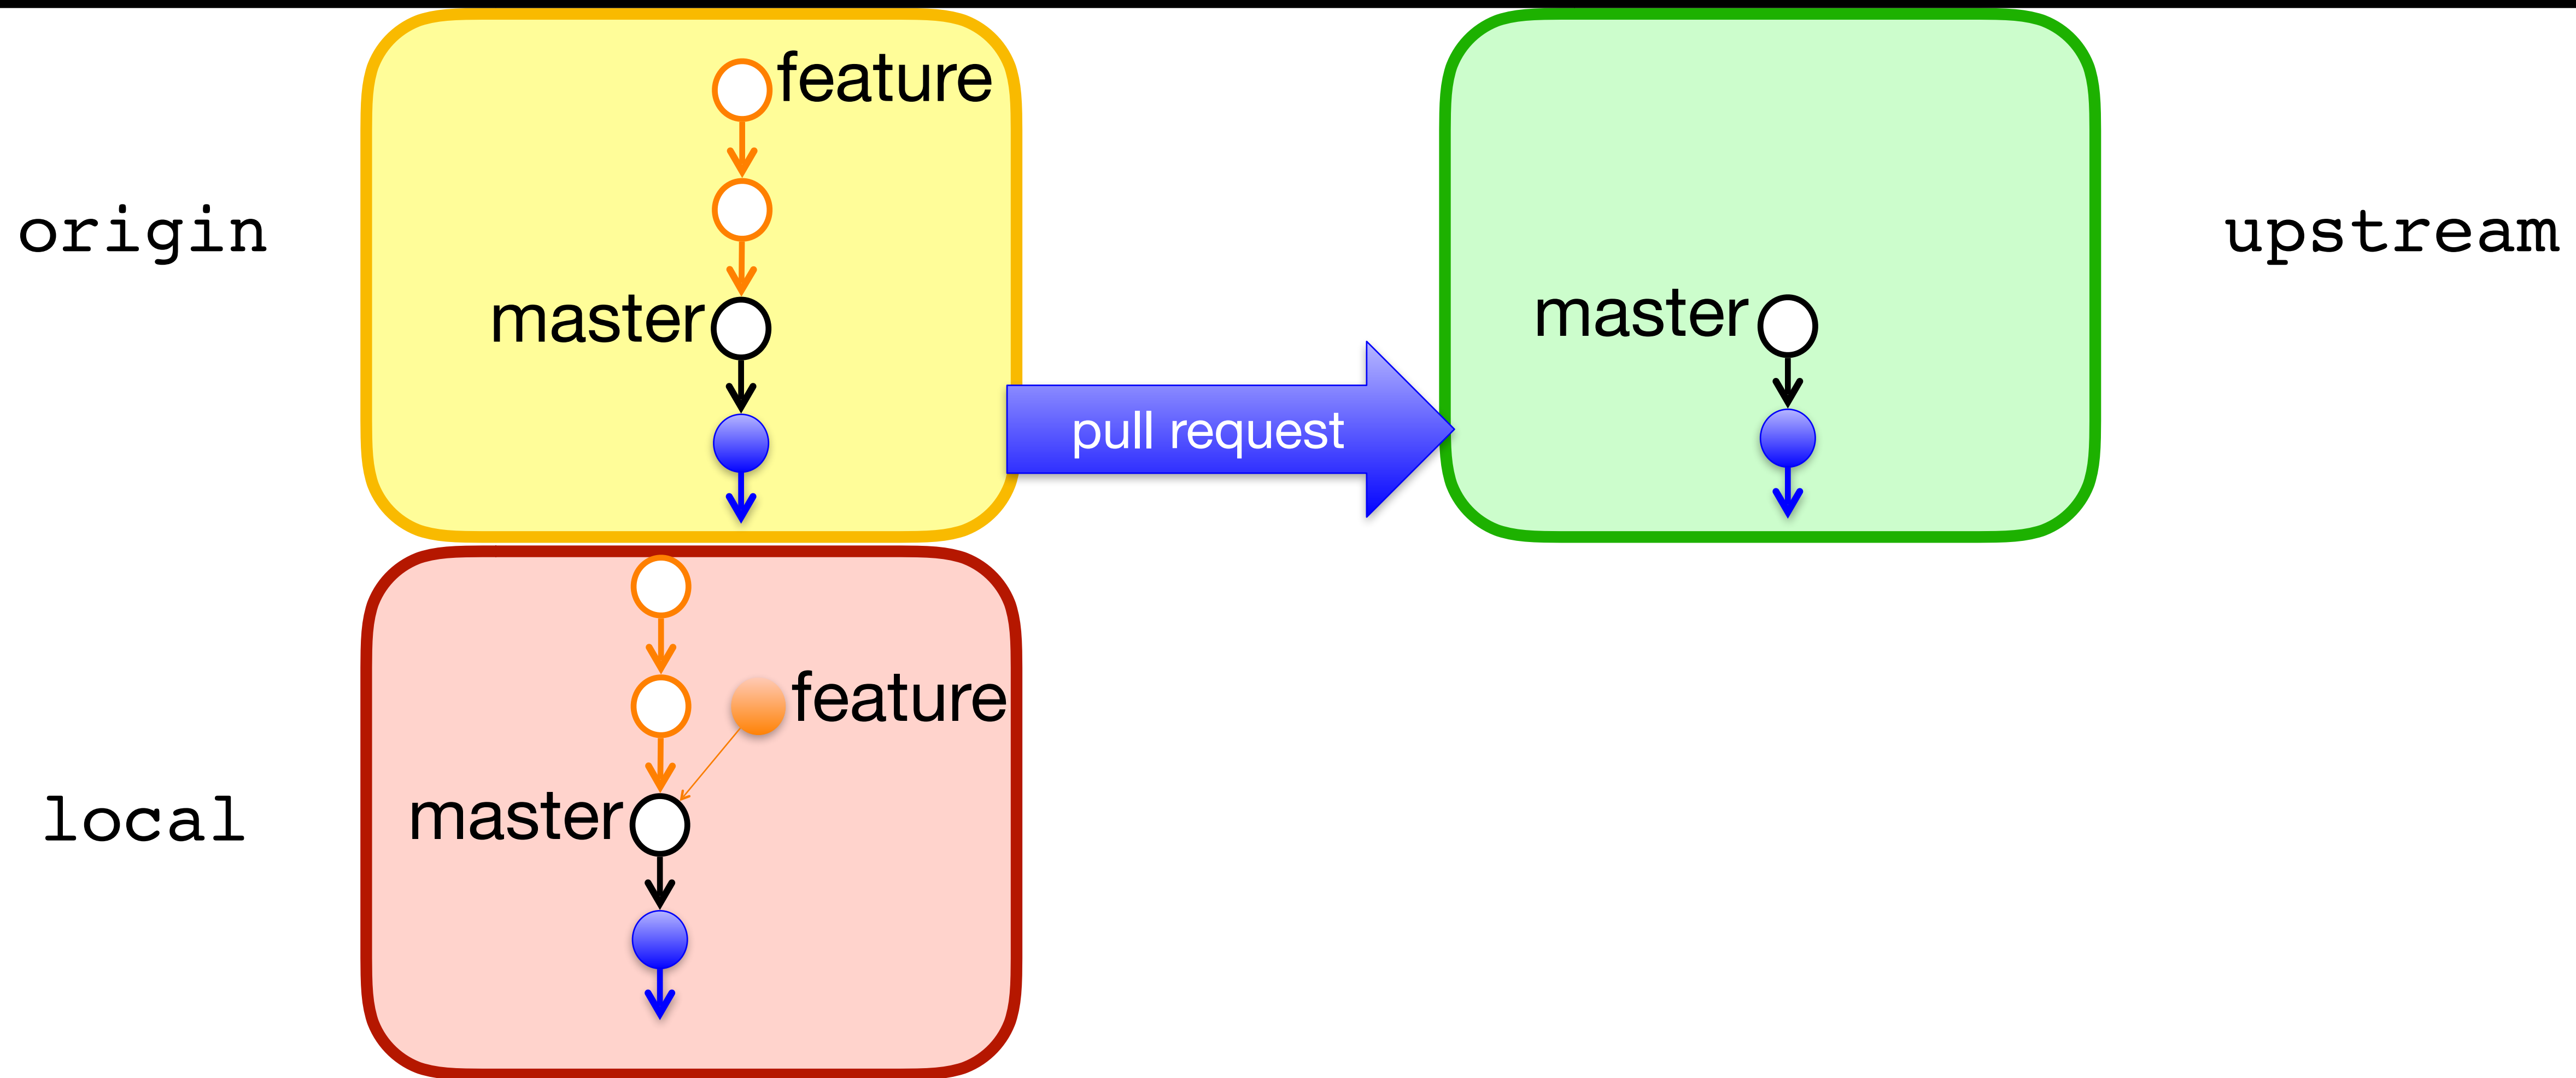 feature
origin
master
pull request
master
upstream
feature
local
master